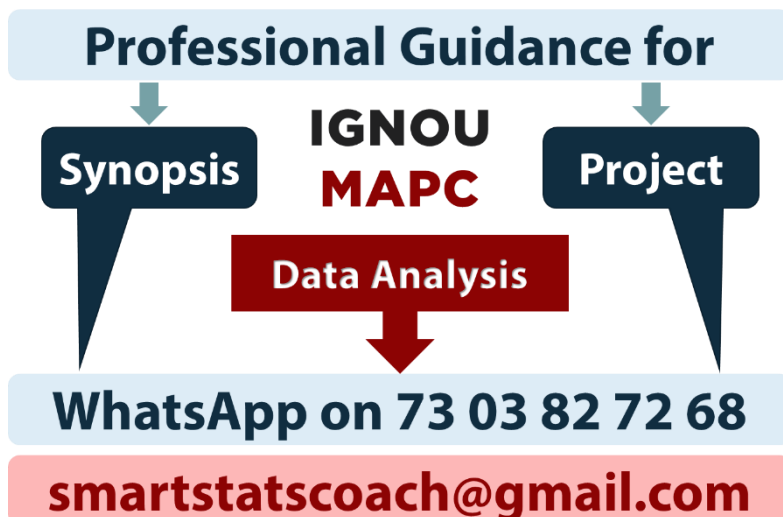 Professional Guidance for
IGNOU
MAPC
Synopsis
Project
Data Analysis
WhatsApp on 73 03 82 72 68
smartstatscoach@gmail.com